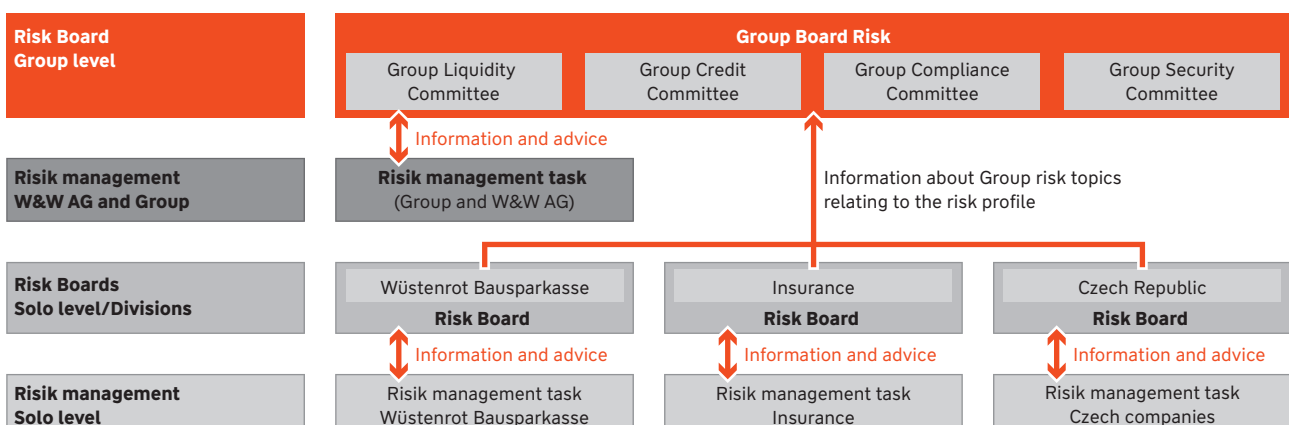 Risk Board
Group level
Group Board Risk
Group Liquidity
Committee
Group Credit
Committee
Group Compliance
Committee
Group Security
Committee
Information and advice
Risik management
W&W AG and Group
Risik management task
(Group and W&W AG)
Information about Group risk topics
relating to the risk profile
Risk Boards
Solo level/Divisions
Wüstenrot Bausparkasse
Risk Board
Insurance
Risk Board
Czech Republic
Risk Board
Information and advice
Information and advice
Information and advice
Risik management
Solo level
Risik management task
Wüstenrot Bausparkasse
Risik management task
Insurance
Risik management task
Czech companies